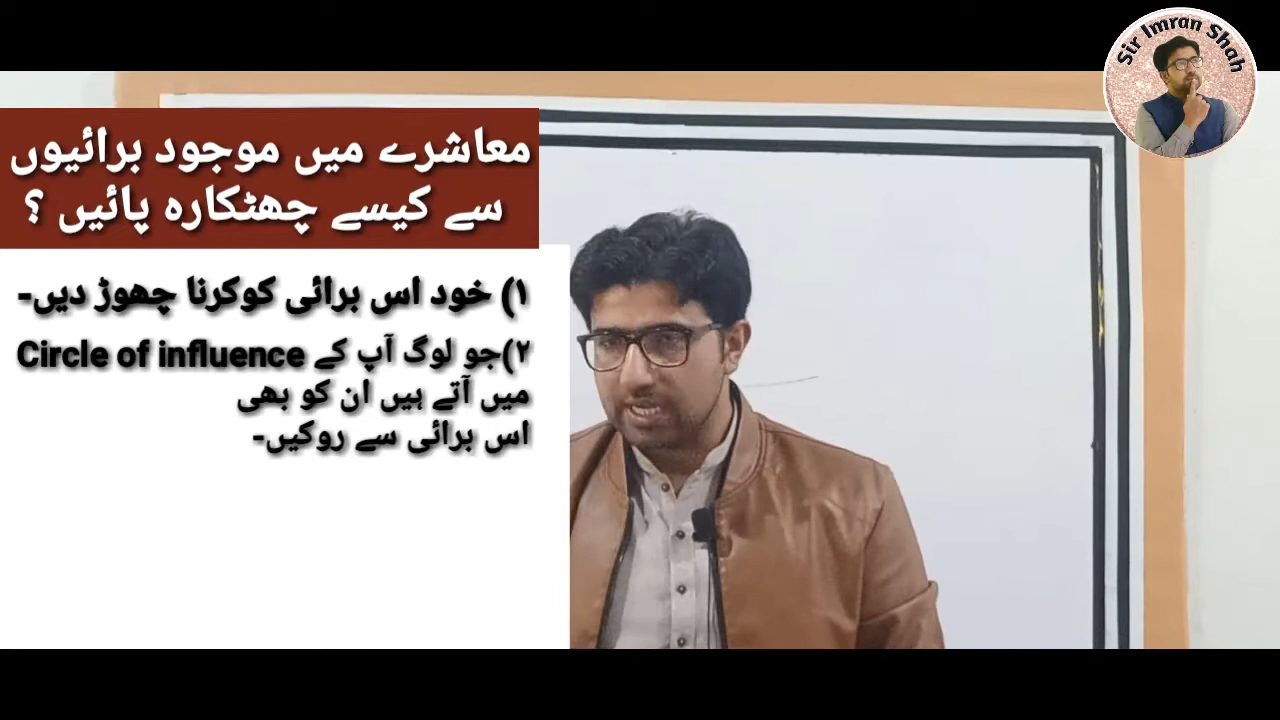 Sir Imran Shah
معاشرے میں موجود برائیوں
سے کیسے چھٹکارہ پائیں ؟
۱) خود اس برائی کوکرنا چھوڑ دیں-
۲)جو لوگ آپ کے Circle of influence
میں آتے ہیں ان کو بھی
اس برائی سے روکیں-